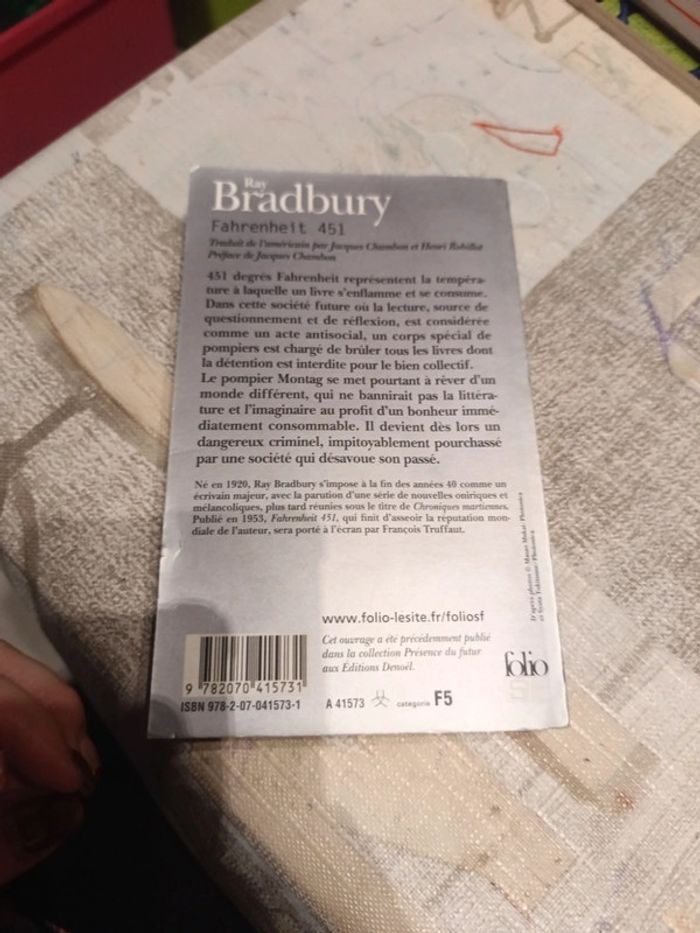 Ray
Bradbury
Fahrenheit 451
Traduit de l'américain par Jacques Chambon et Henri Robillot
Préface de Jacques Chambon
451 degrés Fahrenheit représentent la tempéra-
ture à laquelle un livre s'enflamme et se consume.
Dans cette société future où la lecture, source de
questionnement et de réflexion, est considérée
comme un acte antisocial, un corps spécial de
pompiers est chargé de brûler tous les livres dont
la détention est interdite pour le bien collectif.
Le pompier Montag se met pourtant à rêver d'un
monde différent, qui ne bannirait pas la littéra-
ture et l'imaginaire au profit d'un bonheur immé-
diatement consommable. Il devient dès lors un
dangereux criminel, impitoyablement pourchassé
par une société qui désavoue son passé.
Né en 1920, Ray Bradbury s'impose à la fin des années 40 comme un
écrivain majeur, avec la parution d'une série de nouvelles oniriques et
mélancoliques, plus tard réunies sous le titre de Chroniques martiennes.
Publié en 1953, Fahrenheit 451, qui finit d'asseoir la réputation mon-
diale de l'auteur, sera porté à l'écran par François Truffaut.
D'après photos © Mauro
www.folio-lesite.fr/foliosf
Cet ouvrage a été précédemment publié
dans la collection Présence du futur
aux Éditions Denoël.
folio
9 782070 415731
ISBN 978-2-07-041573-1
A 41573 catégorie F5